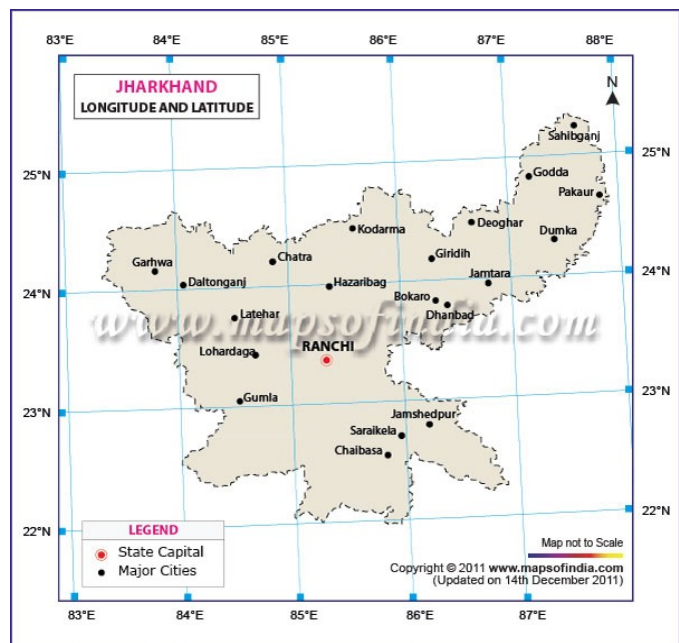 83°E 84°E 85°E 86°E 87°E 88°E
JHARKHAND
LONGITUDE AND LATITUDE
N
Sahibganj
25°N
25°N
Godda
Pakaur
Kodarma
Deoghar
Dumka
Garhwa
Chatra
Giridih
Daltonganj
Hazaribag
Jamtara
24°N
24°N
Bokaro
Dhanbad
Latehar
www.mapsofindia.com
Lohardaga
RANCHI
23°N
23°N
Gumla
Jamshedpur
Saraikela
Chaibasa
22°N
22°N
LEGEND
State Capital
Major Cities
Map not to Scale
Copyright © 2011 www.mapsofindia.com
(Updated on 14th December 2011)
83°E 84°E 85°E 86°E 87°E